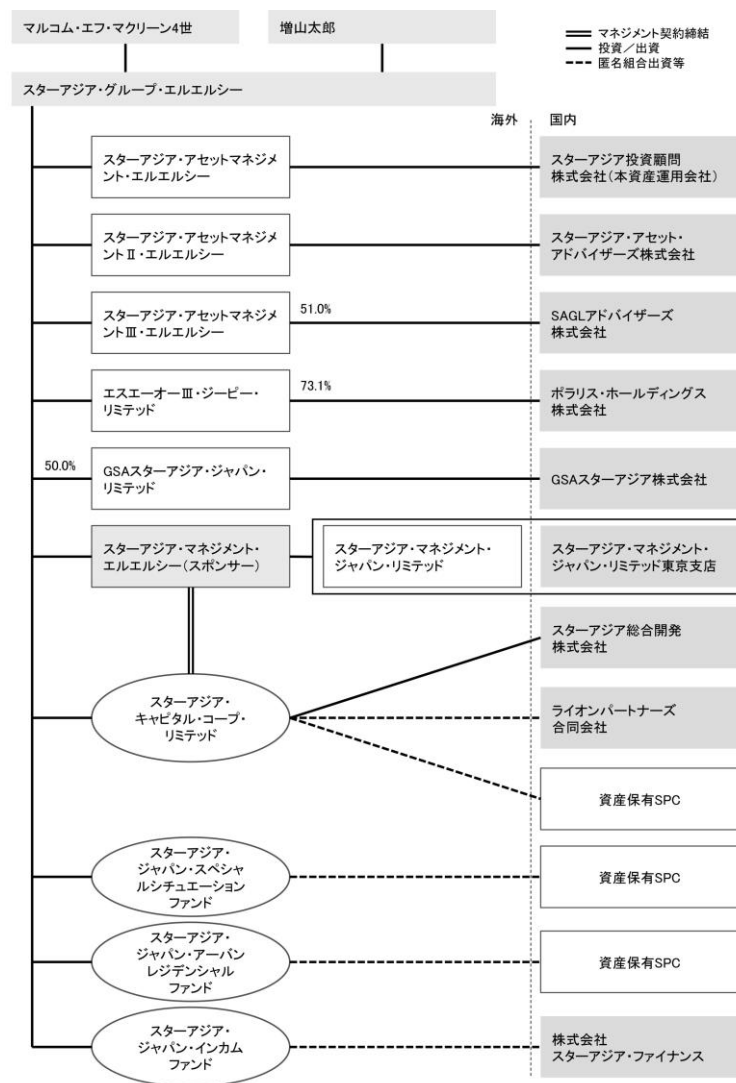 マルコム・エフ・マクリーン4世
増山太郎
マネジメント契約締結
投資／出資
匿名組合出資等
スターアジア・グループ・エルエルシー
海外
国内
スターアジア・アセットマネジメ
ント・エルエルシー
スターアジア投資顧問
株式会社（本資産運用会社）
スターアジア・アセットマネジメ
ントⅡ・エルエルシー
スターアジア・アセット・
アドバイザーズ株式会社
スターアジア・アセットマネジメ
ントⅢ・エルエルシー
51.0%
SAGLアドバイザーズ
株式会社
エスエーオーⅢ・ジーピー・
リミテッド
73.1%
ポラリス・ホールディングス
株式会社
50.0%
GSAスターアジア・ジャパン・
リミテッド
GSAスターアジア株式会社
スターアジア・マネジメント・
エルエルシー（スポンサー）
スターアジア・マネジメント・
ジャパン・リミテッド
スターアジア・マネジメント・
ジャパン・リミテッド東京支店
スターアジア総合開発
株式会社
スターアジア・
キャピタル・コープ・
リミテッド
ライオンパートナーズ
合同会社
資産保有SPC
スターアジア・
ジャパン・スペシャ
ルシチュエーション
ファンド
資産保有SPC
スターアジア・
ジャパン・アーバン
レジデンシャル
ファンド
資産保有SPC
スターアジア・
ジャパン・インカム
ファンド
株式会社
スターアジア・ファイナンス